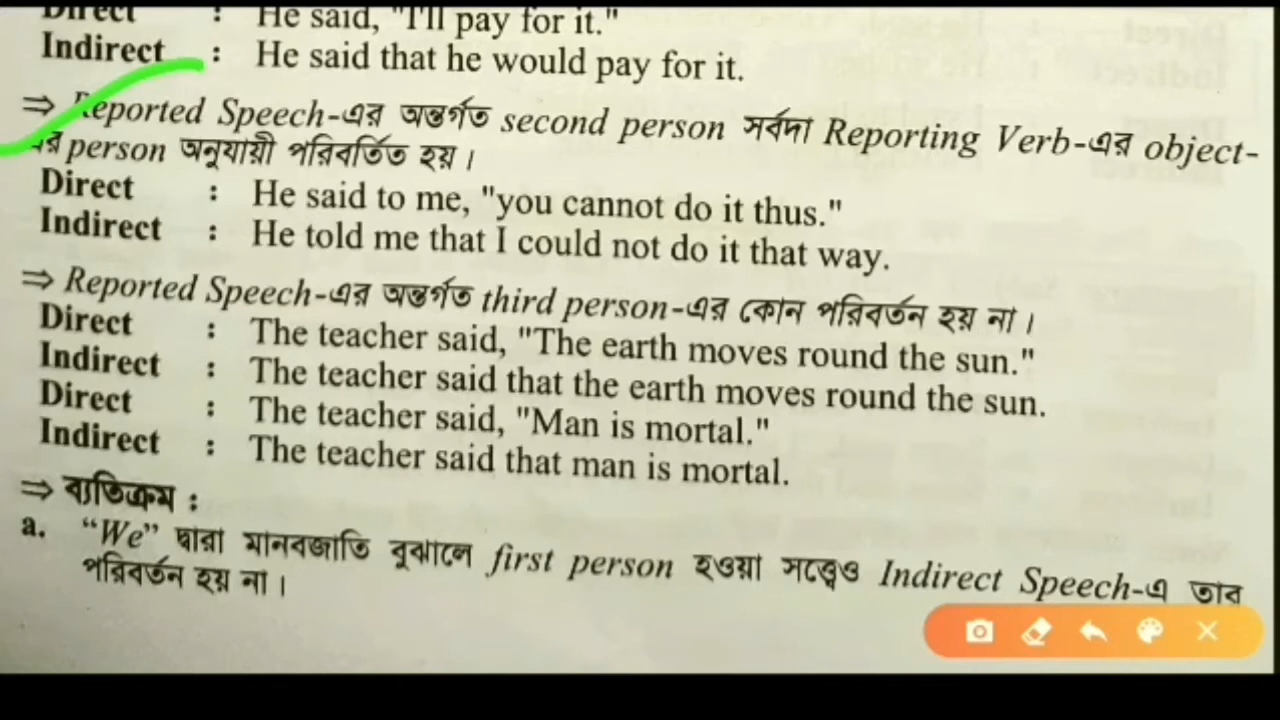 Direct : He said, "I'll pay for it."
Indirect : He said that he would pay for it.
⇒ Reported Speech-এর অন্তর্গত second person সর্বদা Reporting Verb-এর object-
এর person অনুযায়ী পরিবর্তিত হয়।
Direct : He said to me, "you cannot do it thus."
Indirect : He told me that I could not do it that way.
⇒ Reported Speech-এর অন্তর্গত third person-এর কোন পরিবর্তন হয় না।
Direct : The teacher said, "The earth moves round the sun."
Indirect : The teacher said that the earth moves round the sun.
Direct : The teacher said, "Man is mortal."
Indirect : The teacher said that man is mortal.
⇒ ব্যতিক্রম :
a. “We” দ্বারা মানবজাতি বুঝালে first person হওয়া সত্ত্বেও Indirect Speech-এ তার
পরিবর্তন হয় না।